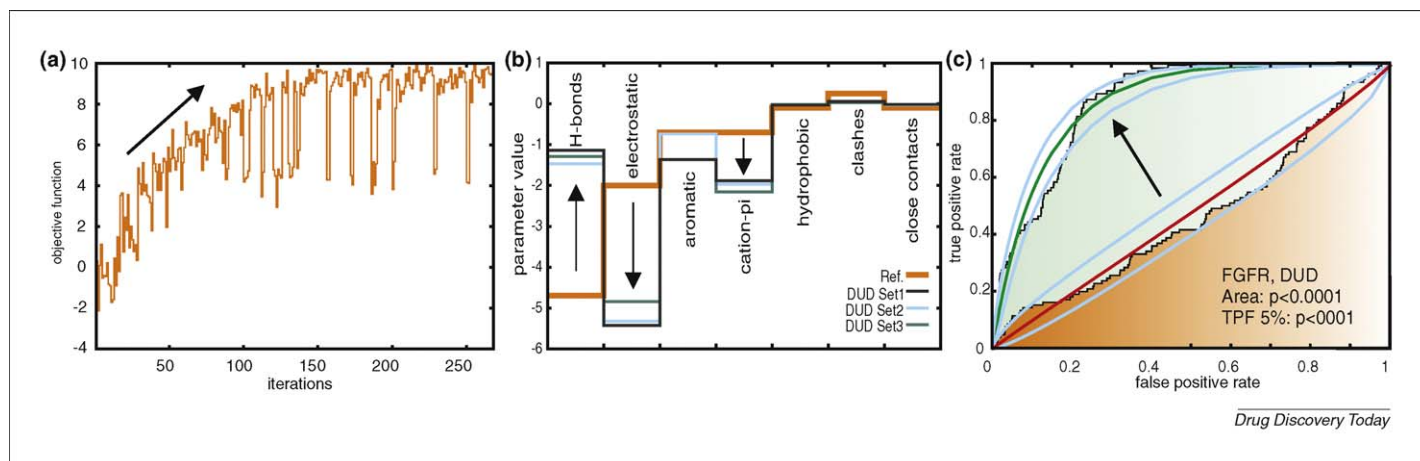 (a)
objective function
10
8
6
4
2
0
-2
-4
50
100
150
200
250
iterations
(b)
parameter value
1
0
-1
-2
-3
-4
-5
-6
H-bonds
electrostatic
aromatic
cation-pi
hydrophobic
clashes
close contacts
Ref.
DUD Set1
DUD Set2
DUD Set3
(c)
true positive rate
1
0.8
0.6
0.4
0.2
0
0
0.2
0.4
0.6
0.8
1
false positive rate
FGFR, DUD
Area: p<0.0001
TPF 5%: p<0001
Drug Discovery Today